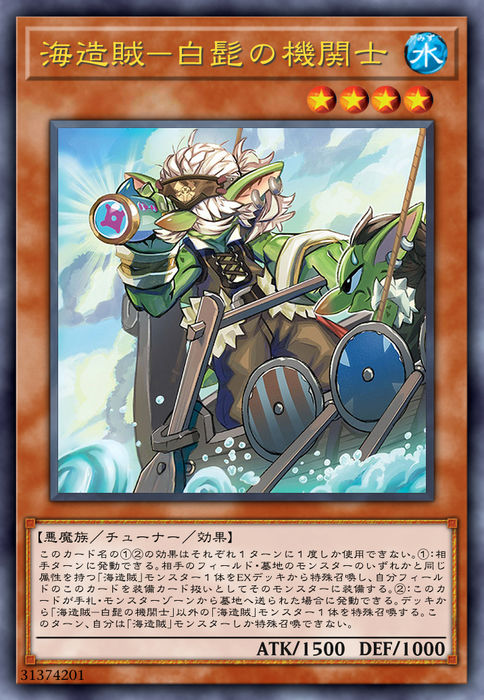 海造賊－白髭の機関士
みず
水
【悪魔族／チューナー／効果】
このカード名の①②の効果はそれぞれ１ターンに１度しか使用できない。①：相
手ターンに発動できる。相手のフィールド・墓地のモンスターのいずれかと同じ
属性を持つ「海造賊」モンスター１体をEXデッキから特殊召喚し、自分フィール
ドのこのカードを装備カード扱いとしてそのモンスターに装備する。②：このカ
ードが手札・モンスターゾーンから墓地へ送られた場合に発動できる。デッキか
ら「海造賊－白髭の機関士」以外の「海造賊」モンスター１体を特殊召喚する。こ
のターン、自分は「海造賊」モンスターしか特殊召喚できない。
ATK/1500 DEF/1000
31374201